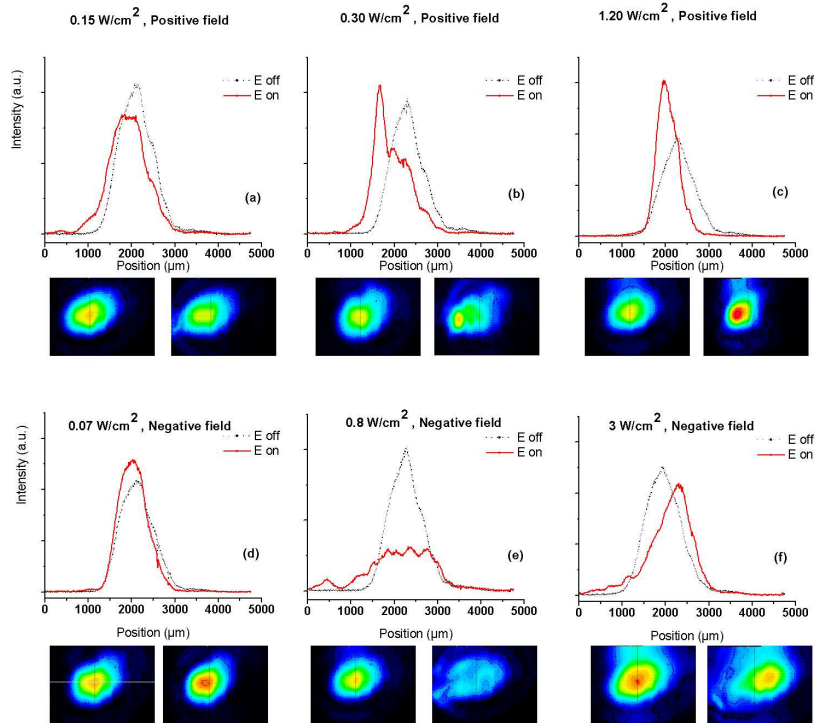 0.15 W/cm2 , Positive field
0.30 W/cm2 , Positive field
1.20 W/cm2 , Positive field
Intensity (a.u.)
E off
E on
(a)
0 1000 2000 3000 4000 5000
Position (µm)
E off
E on
(b)
0 1000 2000 3000 4000 5000
Position (µm)
E off
E on
(c)
0 1000 2000 3000 4000 5000
Position (µm)
0.07 W/cm2 , Negative field
0.8 W/cm2 , Negative field
3 W/cm2 , Negative field
Intensity (a.u.)
E off
E on
(d)
0 1000 2000 3000 4000 5000
Position (µm)
E off
E on
(e)
0 1000 2000 3000 4000 5000
Position (µm)
E off
E on
(f)
0 1000 2000 3000 4000 5000
Position (µm)